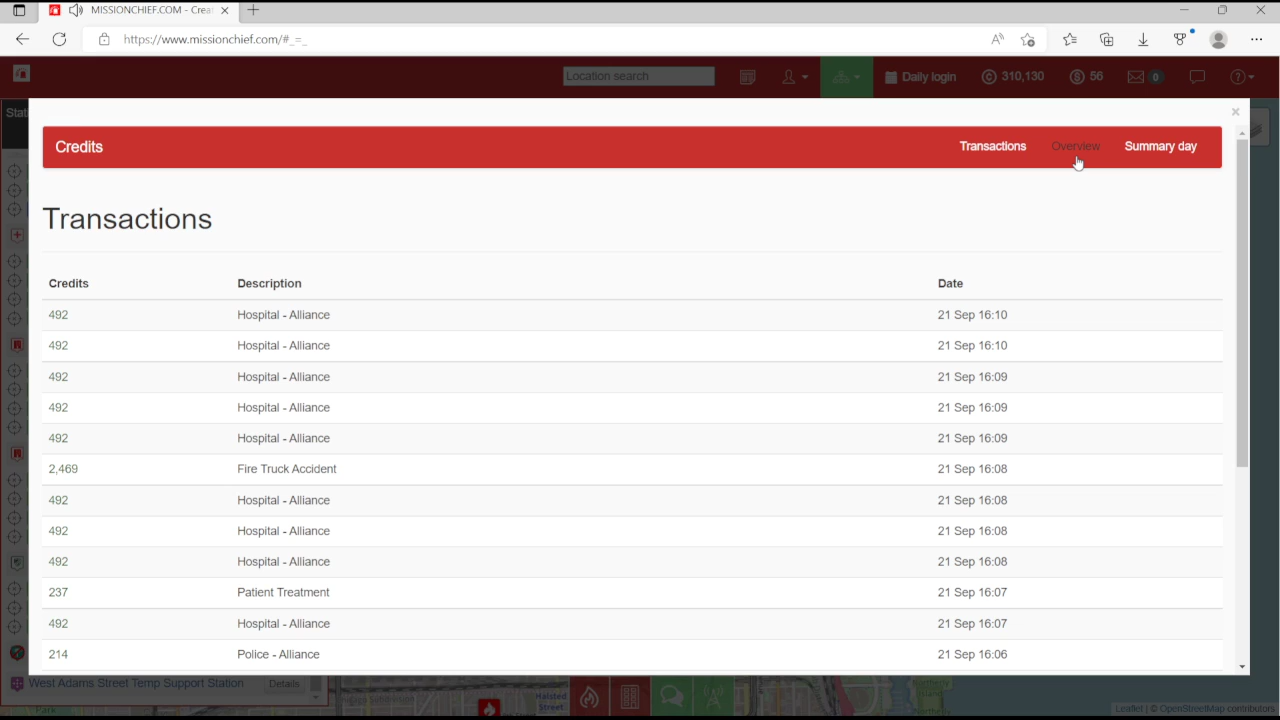 MISSIONCHIEF.COM - Crea
https://www.missionchief.com/#_=_
Location search
Daily login
310,130
56
0
Stati
Credits
Transactions Overview Summary day
Transactions
Credits Description Date
492 Hospital - Alliance 21 Sep 16:10
492 Hospital - Alliance 21 Sep 16:10
492 Hospital - Alliance 21 Sep 16:09
492 Hospital - Alliance 21 Sep 16:09
492 Hospital - Alliance 21 Sep 16:09
2,469 Fire Truck Accident 21 Sep 16:08
492 Hospital - Alliance 21 Sep 16:08
492 Hospital - Alliance 21 Sep 16:08
492 Hospital - Alliance 21 Sep 16:08
237 Patient Treatment 21 Sep 16:07
492 Hospital - Alliance 21 Sep 16:07
214 Police - Alliance 21 Sep 16:06
West Adams Street Temp Support Station Details
Halsted
Street
Park
Leaflet | © OpenStreetMap contributors